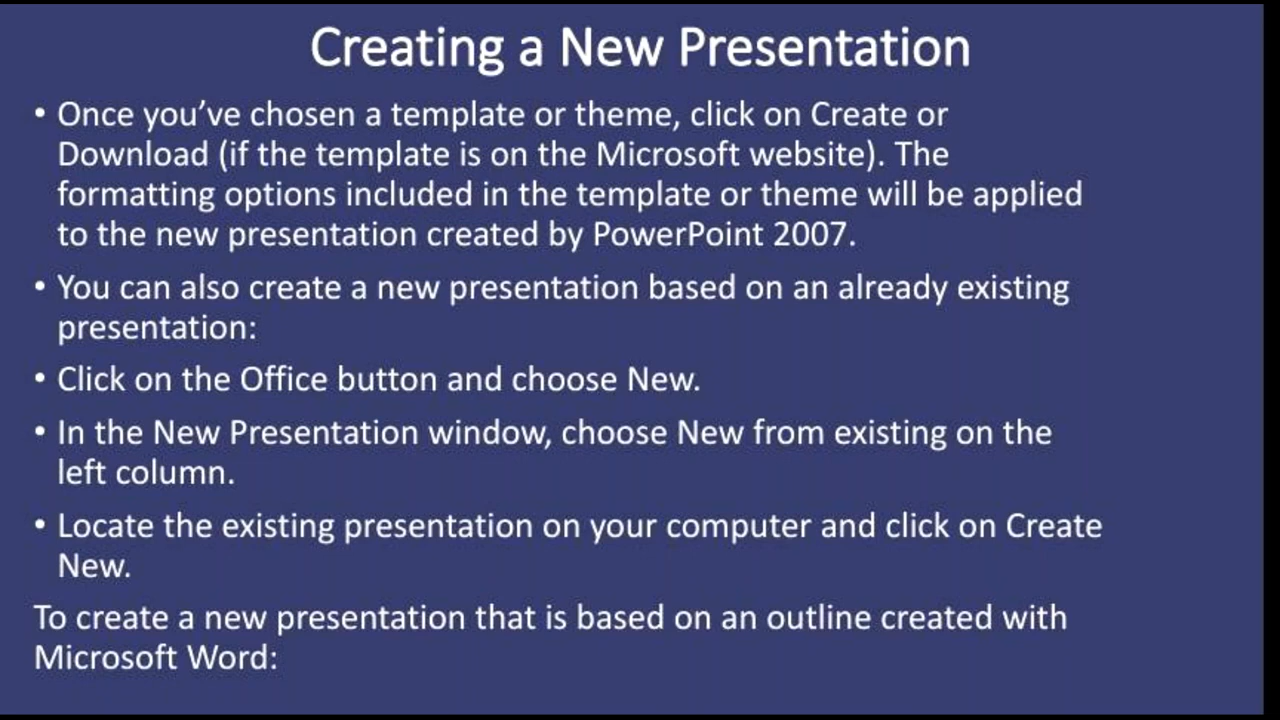 Creating a New Presentation
• Once you’ve chosen a template or theme, click on Create or
Download (if the template is on the Microsoft website). The
formatting options included in the template or theme will be applied
to the new presentation created by PowerPoint 2007.
• You can also create a new presentation based on an already existing
presentation:
• Click on the Office button and choose New.
• In the New Presentation window, choose New from existing on the
left column.
• Locate the existing presentation on your computer and click on Create
New.
To create a new presentation that is based on an outline created with
Microsoft Word: